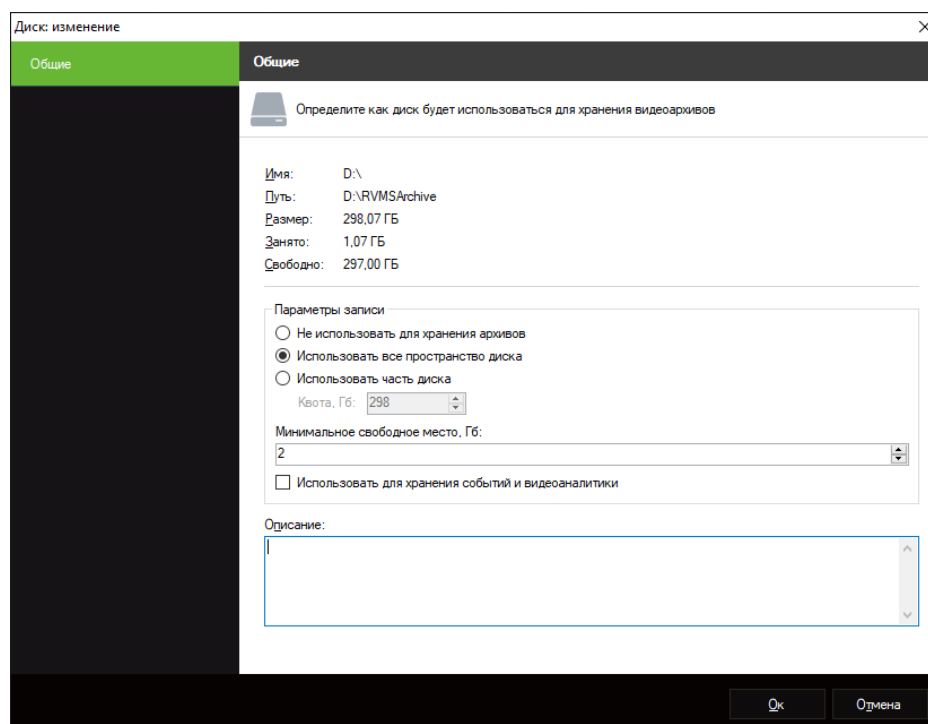 Диск: изменение
Общие
Общие
Определите как диск будет использоваться для хранения видеоархивов
Имя: D:\
Путь: D:\RVMSArchive
Размер: 298,07 ГБ
Занято: 1,07 ГБ
Свободно: 297,00 ГБ
Параметры записи
Не использовать для хранения архивов
Использовать все пространство диска
Использовать часть диска
Квота, Гб: 298
Минимальное свободное место, Гб:
2
Использовать для хранения событий и видеоаналитики
Описание:
Ок Отмена